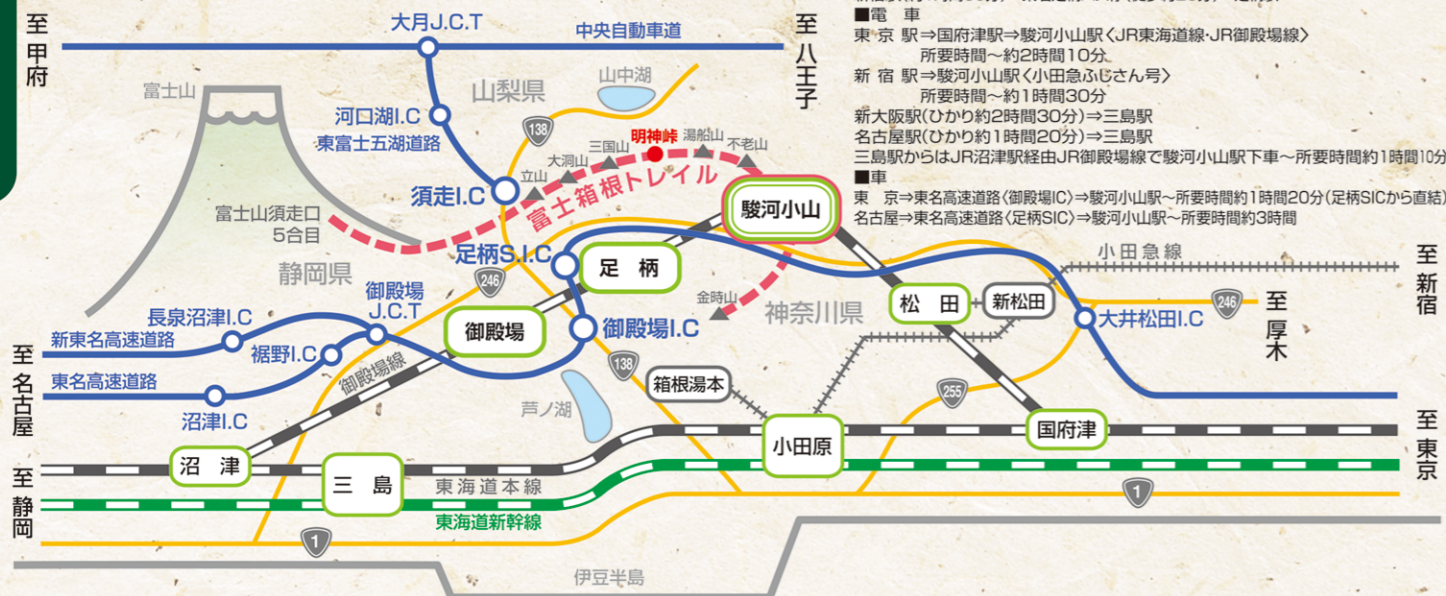 至甲府
大月J.C.T
中央自動車道
至八王子
■電　車
東 京 駅⇒国府津駅⇒駿河小山駅〈JR東海道線・JR御殿場線〉
所要時間～約2時間10分
新 宿 駅⇒駿河小山駅〈小田急ふじさん号〉
所要時間～約1時間30分
新大阪駅(ひかり約2時間30分)⇒三島駅
名古屋駅(ひかり約1時間20分)⇒三島駅
三島駅からはJR沼津駅経由JR御殿場線で駿河小山駅下車～所要時間約1時間10分
■車
東　京⇒東名高速道路〈御殿場IC〉⇒駿河小山駅～所要時間約1時間20分(足柄SICから直結)
名古屋⇒東名高速道路〈足柄SIC〉⇒駿河小山駅～所要時間約3時間
富士山
山梨県
山中湖
河口湖I.C
東富士五湖道路
138
明神峠
湯船山
不老山
三国山
大洞山
立山
須走I.C
富士箱根トレイル
富士山須走口
5合目
駿河小山
静岡県
足柄S.I.C
足 柄
246
金時山
神奈川県
小田急線
至新宿
松 田
新松田
246
至厚木
大井松田I.C
御殿場
J.C.T
長泉沼津I.C
新東名高速道路
裾野I.C
御殿場
御殿場I.C
138
至名古屋
東名高速道路
御殿場線
沼津I.C
芦ノ湖
箱根湯本
255
小田原
国府津
至東京
沼 津
三 島
東海道本線
東海道新幹線
至静岡
1
1
伊豆半島